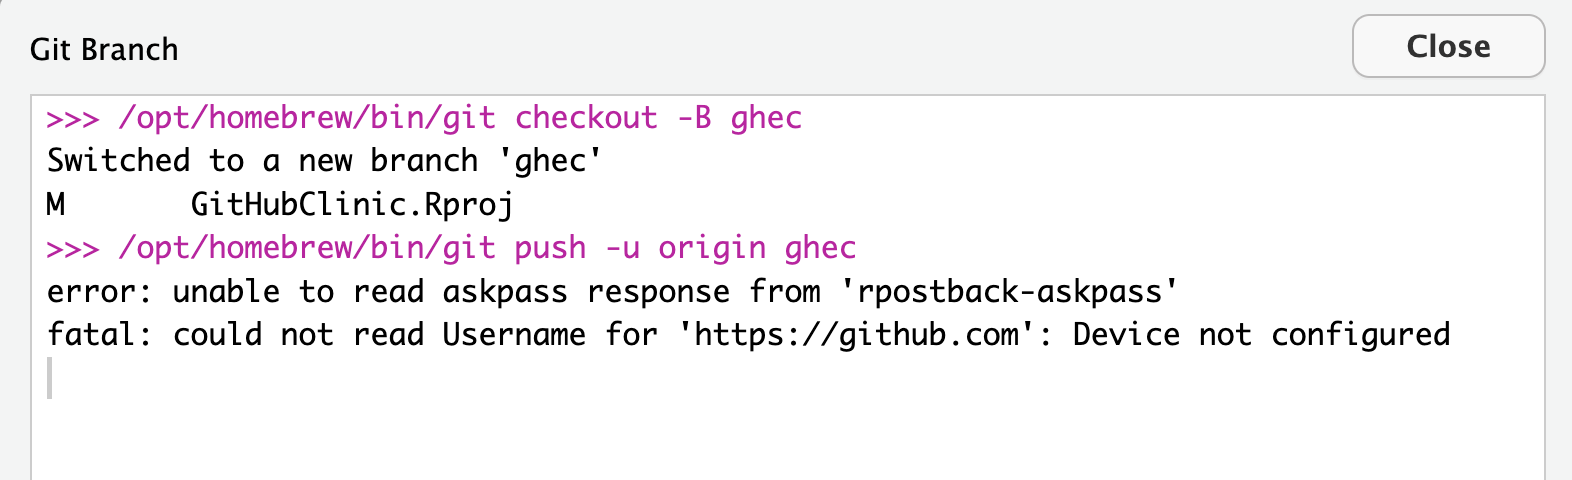 Git Branch
Close
>>> /opt/homebrew/bin/git checkout -B ghec
Switched to a new branch 'ghec'
M       GitHubClinic.Rproj
>>> /opt/homebrew/bin/git push -u origin ghec
error: unable to read askpass response from 'rpostback-askpass'
fatal: could not read Username for 'https://github.com': Device not configured